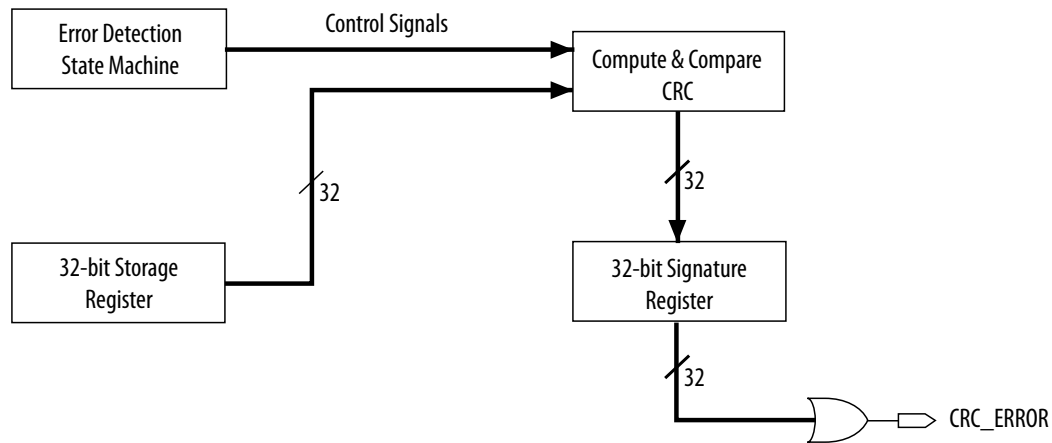 Error Detection
State Machine
Control Signals
Compute & Compare
CRC
32
32
32-bit Storage
Register
32-bit Signature
Register
32
CRC_ERROR